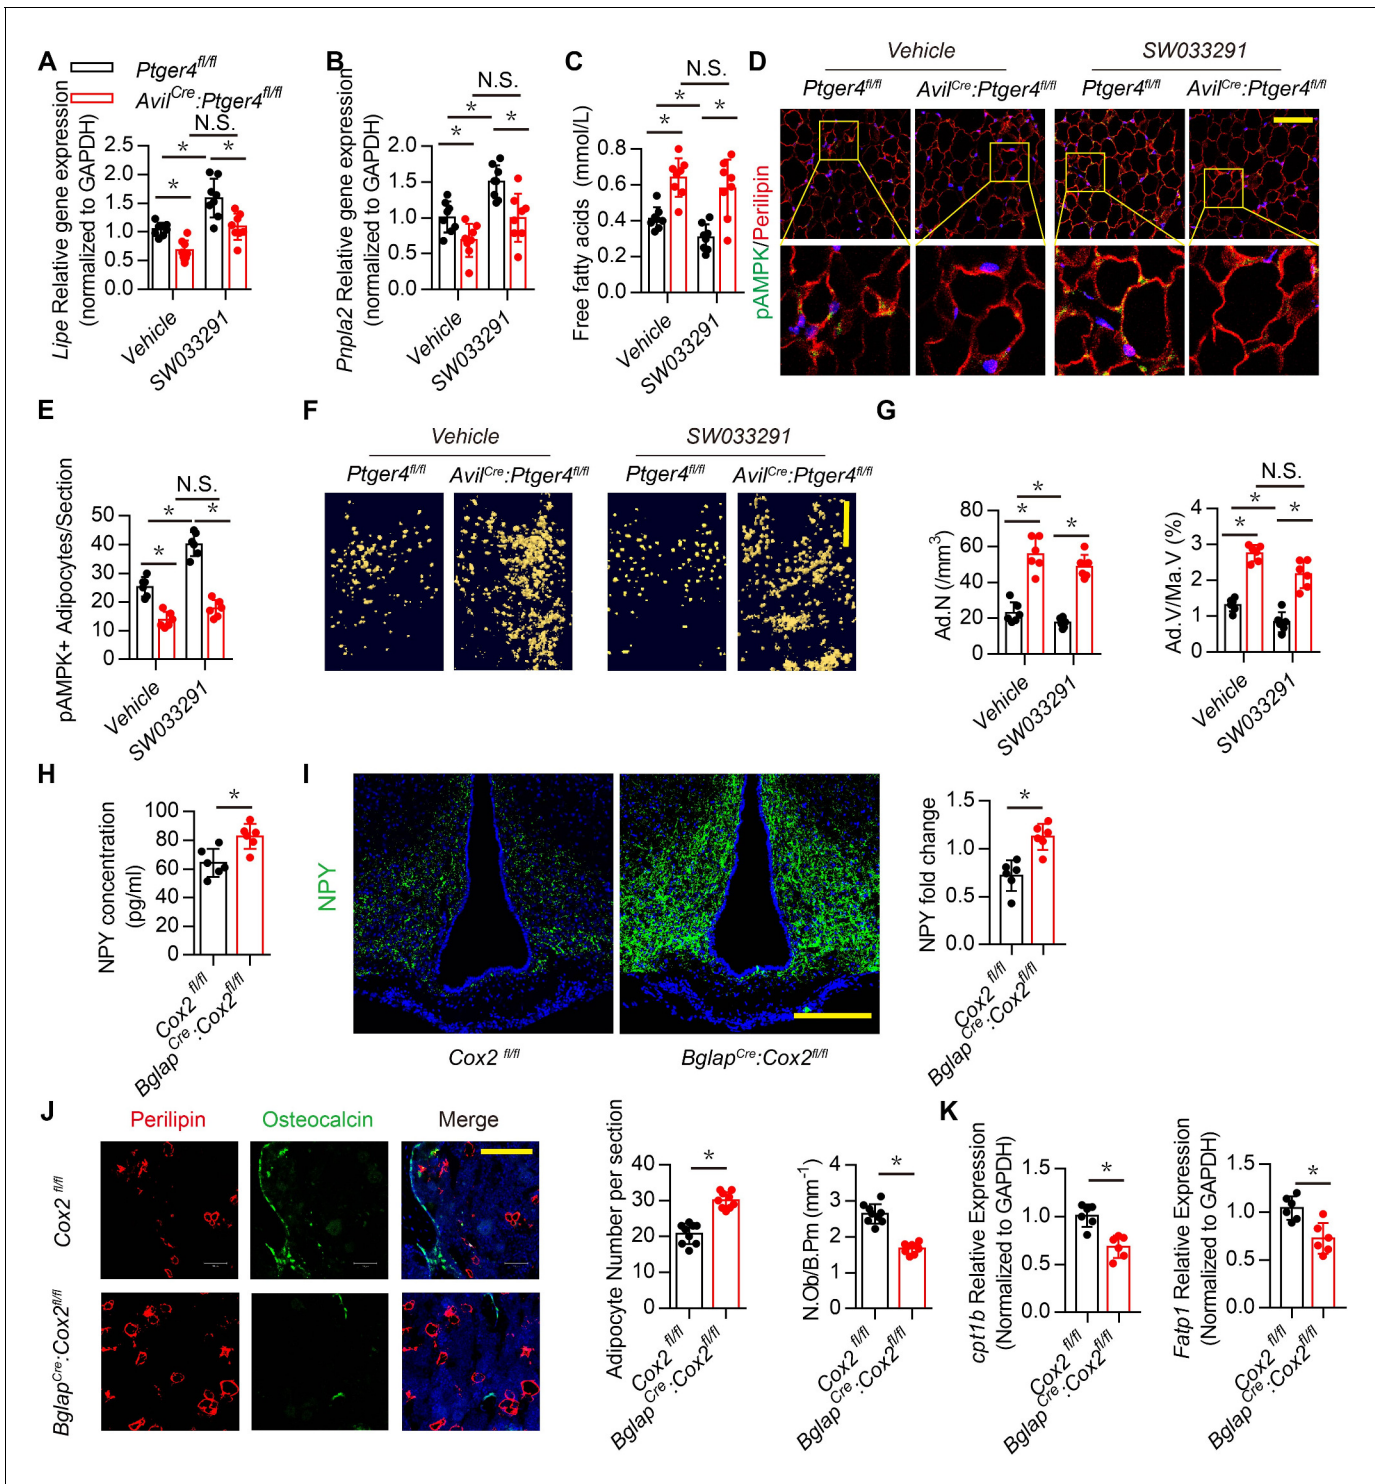 A
Ptger4fl/fl
AvilCre:Ptger4fl/fl
Lipe Relative gene expression
(normalized to GAPDH)
2.5
2.0
1.5
1.0
0.5
0.0
N.S.
*
*
*
Vehicle
SW033291
B
Pnpla2 Relative gene expression
(normalized to GAPDH)
2.0
1.5
1.0
0.5
0.0
N.S.
*
*
*
Vehicle
SW033291
C
Free fatty acids (mmol/L)
0.8
0.6
0.4
0.2
0.0
N.S.
*
*
*
Vehicle
SW033291
D
Vehicle
SW033291
Ptger4fl/fl
AvilCre:Ptger4fl/fl
Ptger4fl/fl
AvilCre:Ptger4fl/fl
pAMPK/Perilipin
E
pAMPK+ Adipocytes/Section
50
40
30
20
10
0
N.S.
*
*
*
Vehicle
SW033291
F
Vehicle
SW033291
Ptger4fl/fl
AvilCre:Ptger4fl/fl
Ptger4fl/fl
AvilCre:Ptger4fl/fl
G
Ad.N (/mm3)
80
60
40
20
0
*
*
*
Vehicle
SW033291
Ad.V/Ma.V (%)
4
3
2
1
0
N.S.
*
*
*
Vehicle
SW033291
H
NPY concentration
(pg/ml)
100
80
60
40
20
0
*
Cox2 fl/fl
BglapCre:Cox2fl/fl
I
NPY
Cox2 fl/fl
BglapCre:Cox2fl/fl
NPY fold change
1.5
1.0
0.5
0.0
*
Cox2 fl/fl
BglapCre:Cox2fl/fl
J
Perilipin
Osteocalcin
Merge
Cox2 fl/fl
BglapCre:Cox2fl/fl
Adipocyte Number per section
40
30
20
10
0
*
Cox2 fl/fl
BglapCre:Cox2fl/fl
N.Ob/B.Pm (mm-1)
4
3
2
1
0
*
Cox2 fl/fl
BglapCre:Cox2fl/fl
K
cpt1b Relative Expression
(Normalized to GAPDH)
1.5
1.0
0.5
0.0
*
Cox2 fl/fl
BglapCre:Cox2fl/fl
Fatp1 Relative Expression
(Normalized to GAPDH)
1.5
1.0
0.5
0.0
*
Cox2 fl/fl
BglapCre:Cox2fl/fl